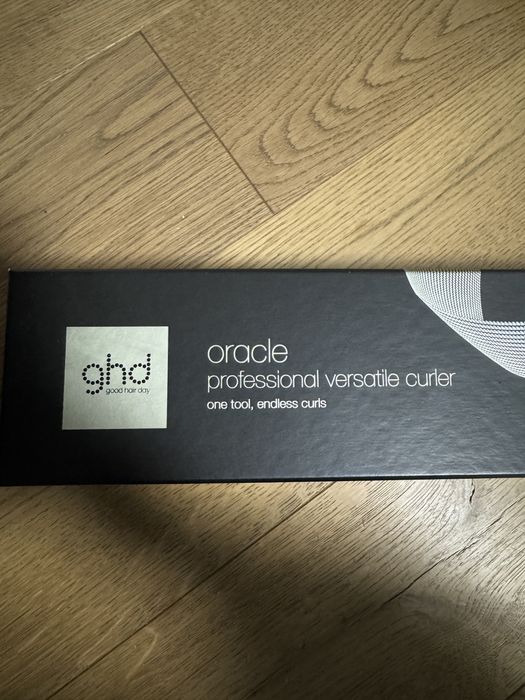 ghd
good hair day
oracle
professional versatile curler
one tool, endless curls